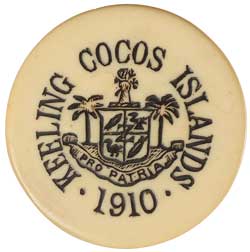 KEELING COCOS ISLANDS
PRO PATRIA
· 1910 ·